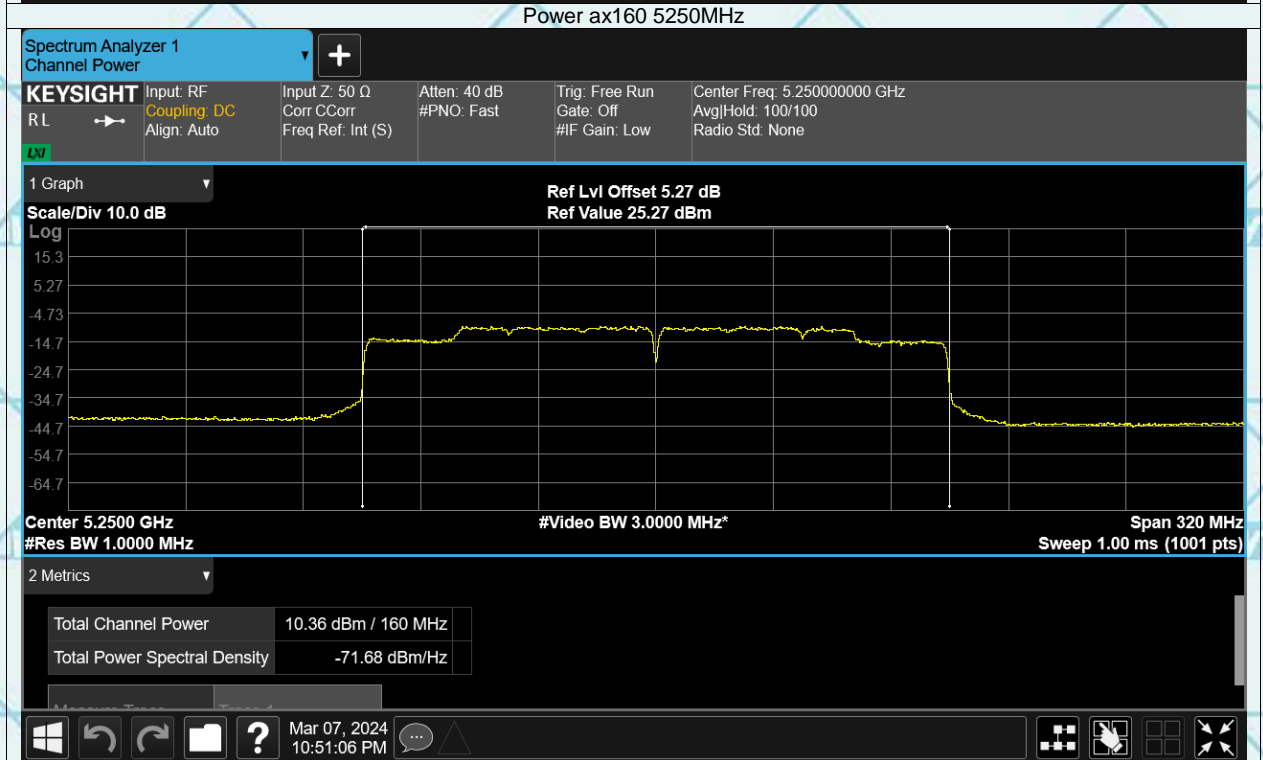 Power ax160 5250MHz
Spectrum Analyzer 1
Channel Power
KEYSIGHT
R L
LXI
Input: RF
Coupling: DC
Align: Auto
Input Z: 50 Ω
Corr CCorr
Freq Ref: Int (S)
Atten: 40 dB
#PNO: Fast
Trig: Free Run
Gate: Off
#IF Gain: Low
Center Freq: 5.250000000 GHz
Avg|Hold: 100/100
Radio Std: None
1 Graph
Scale/Div 10.0 dB
Ref Lvl Offset 5.27 dB
Ref Value 25.27 dBm
Log
15.3
5.27
-4.73
-14.7
-24.7
-34.7
-44.7
-54.7
-64.7
Center 5.2500 GHz
#Video BW 3.0000 MHz*
Span 320 MHz
#Res BW 1.0000 MHz
Sweep 1.00 ms (1001 pts)
2 Metrics
Total Channel Power 10.36 dBm / 160 MHz
Total Power Spectral Density -71.68 dBm/Hz
Mar 07, 2024
10:51:06 PM